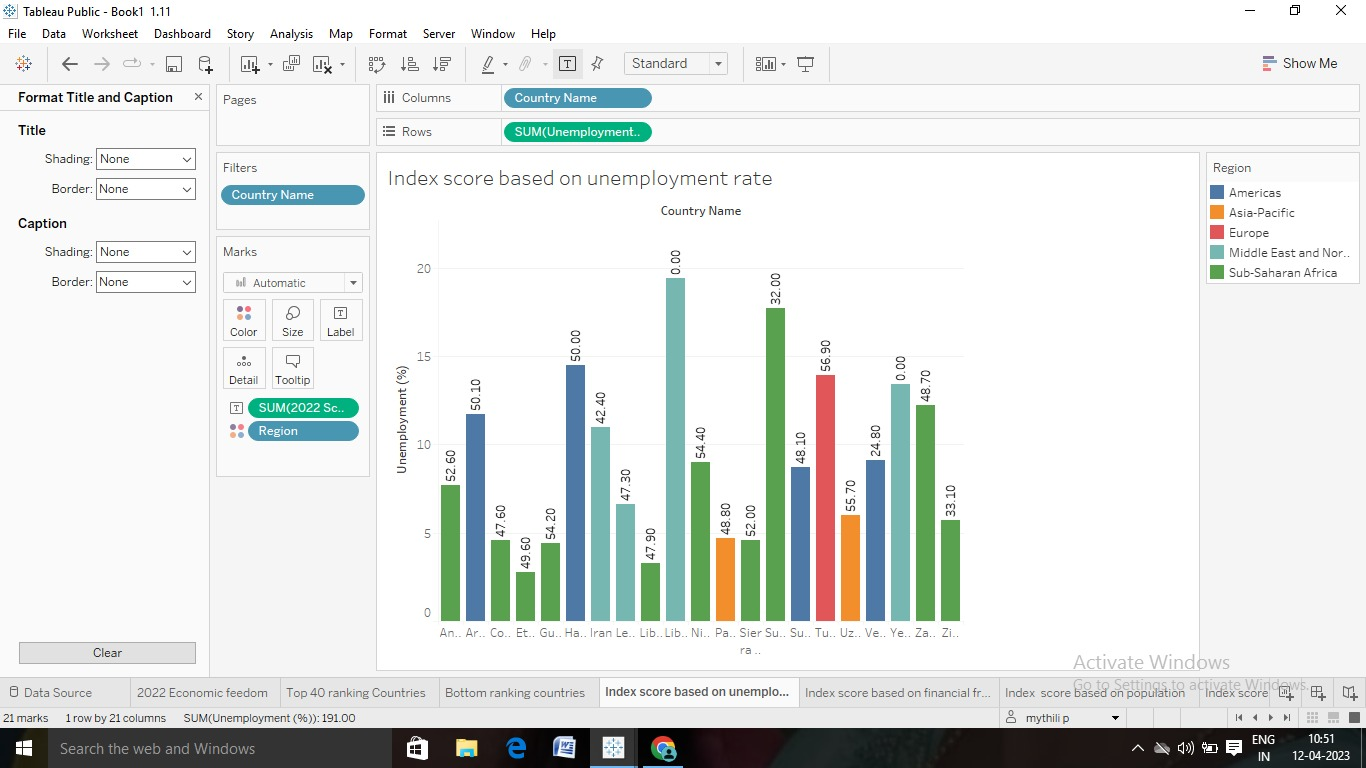 Tableau Public - Book1 1.11
File Data Worksheet Dashboard Story Analysis Map Format Server Window Help
Standard
Show Me
Format Title and Caption
Title
Shading: None
Border: None
Caption
Shading: None
Border: None
Clear
Pages
Filters
Country Name
Marks
Automatic
Color Size Label
Detail Tooltip
SUM(2022 Sc..
Region
Columns Country Name
Rows SUM(Unemployment..
Index score based on unemployment rate
Country Name
Unemployment (%)
20
15
10
5
0
52.60
50.10
47.60
49.60
54.20
50.00
42.40
47.30
47.90
0.00
54.40
48.80
52.00
32.00
48.10
56.90
55.70
24.80
0.00
48.70
33.10
An.. Ar.. Co.. Et.. Gu.. Ha.. Iran Le.. Lib.. Lib.. Ni.. Pa.. Sier Su.. Su.. Tu.. Uz.. Ve.. Ye.. Za.. Zi..
ra ..
Region
Americas
Asia-Pacific
Europe
Middle East and Nor..
Sub-Saharan Africa
Activate Windows
Go to Settings to activate Windows.
Data Source 2022 Economic feedom Top 40 ranking Countries Bottom ranking countries Index score based on unemplo... Index score based on financial fr... Index score based on population Index score
21 marks 1 row by 21 columns SUM(Unemployment (%)): 191.00 mythili p
Search the web and Windows
ENG
IN
10:51
12-04-2023